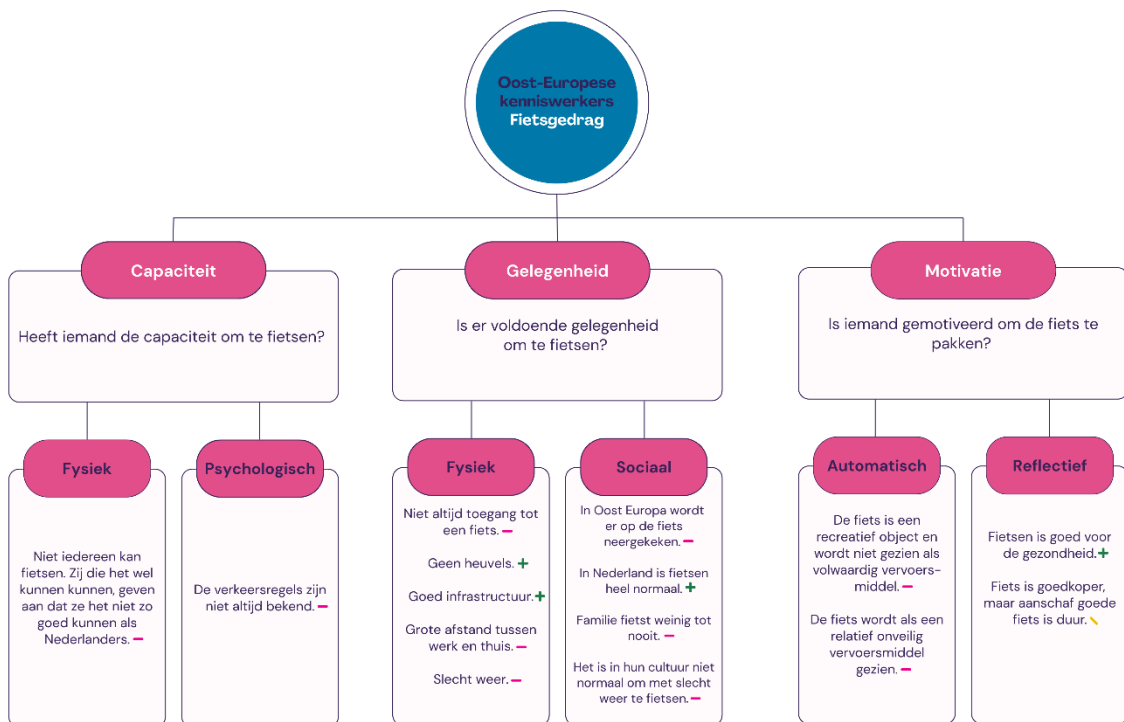 Oost-Europese
kenniswerkers
Fietsgedrag
Capaciteit
Heeft iemand de capaciteit om te fietsen?
Fysiek
Niet iedereen kan
fietsen. Zij die het wel
kunnen kunnen, geven
aan dat ze het niet zo
goed kunnen als
Nederlanders. −
Psychologisch
De verkeersregels zijn
niet altijd bekend. −
Gelegenheid
Is er voldoende gelegenheid
om te fietsen?
Fysiek
Niet altijd toegang tot
een fiets. −
Geen heuvels. +
Goed infrastructuur. +
Grote afstand tussen
werk en thuis. −
Slecht weer. −
Sociaal
In Oost Europa wordt
er op de fiets
neergekeken. −
In Nederland is fietsen
heel normaal. +
Familie fietst weinig tot
nooit. −
Het is in hun cultuur niet
normaal om met slecht
weer te fietsen. −
Motivatie
Is iemand gemotiveerd om de fiets te
pakken?
Automatisch
De fiets is een
recreatief object en
wordt niet gezien als
volwaardig vervoers-
middel. −
De fiets wordt als een
relatief onveilig
vervoersmiddel
gezien. −
Reflectief
Fietsen is goed voor
de gezondheid. +
Fiets is goedkoper,
maar aanschaf goede
fiets is duur. \